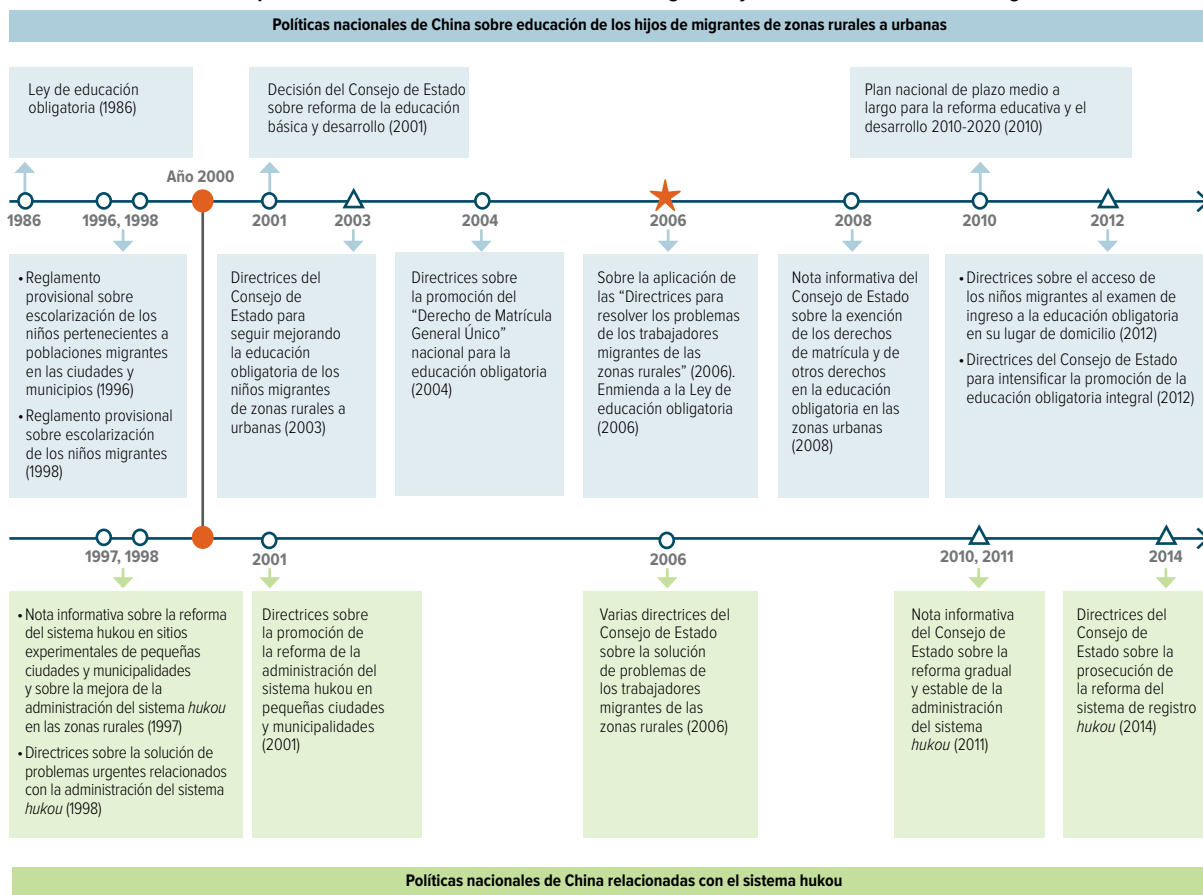 Políticas nacionales de China sobre educación de los hijos de migrantes de zonas rurales a urbanas
Ley de educación
obligatoria (1986)
Decisión del Consejo de Estado
sobre reforma de la educación
básica y desarrollo (2001)
Plan nacional de plazo medio a
largo para la reforma educativa y el
desarrollo 2010-2020 (2010)
Año 2000
1986
1996, 1998
2001
2003
2004
2006
2008
2010
2012
• Reglamento
provisional sobre
escolarización de los
niños pertenecientes a
poblaciones migrantes
en las ciudades y
municipios (1996)
• Reglamento provisional
sobre escolarización
de los niños migrantes
(1998)
Directrices del
Consejo de
Estado para
seguir mejorando
la educación
obligatoria de los
niños migrantes
de zonas rurales a
urbanas (2003)
Directrices sobre
la promoción del
“Derecho de Matrícula
General Único”
nacional para la
educación obligatoria
(2004)
Sobre la aplicación de
las “Directrices para
resolver los problemas
de los trabajadores
migrantes de las
zonas rurales” (2006).
Enmienda a la Ley de
educación obligatoria
(2006)
Nota informativa del
Consejo de Estado
sobre la exención
de los derechos
de matrícula y de
otros derechos
en la educación
obligatoria en las
zonas urbanas
(2008)
• Directrices sobre el acceso de
los niños migrantes al examen de
ingreso a la educación obligatoria
en su lugar de domicilio (2012)
• Directrices del Consejo de Estado
para intensificar la promoción de la
educación obligatoria integral (2012)
1997, 1998
2001
2006
2010, 2011
2014
• Nota informativa sobre la reforma
del sistema hukou en sitios
experimentales de pequeñas
ciudades y municipalidades
y sobre la mejora de la
administración del sistema hukou
en las zonas rurales (1997)
• Directrices sobre la solución de
problemas urgentes relacionados
con la administración del sistema
hukou (1998)
Directrices sobre
la promoción de
la reforma de la
administración del
sistema hukou en
pequeñas ciudades
y municipalidades
(2001)
Varias directrices del
Consejo de Estado
sobre la solución
de problemas de
los trabajadores
migrantes de las
zonas rurales (2006)
Nota informativa
del Consejo de
Estado sobre la
reforma gradual
y estable de la
administración
del sistema
hukou (2011)
Directrices del
Consejo de
Estado sobre la
prosecución de
la reforma del
sistema de registro
hukou (2014)
Políticas nacionales de China relacionadas con el sistema hukou